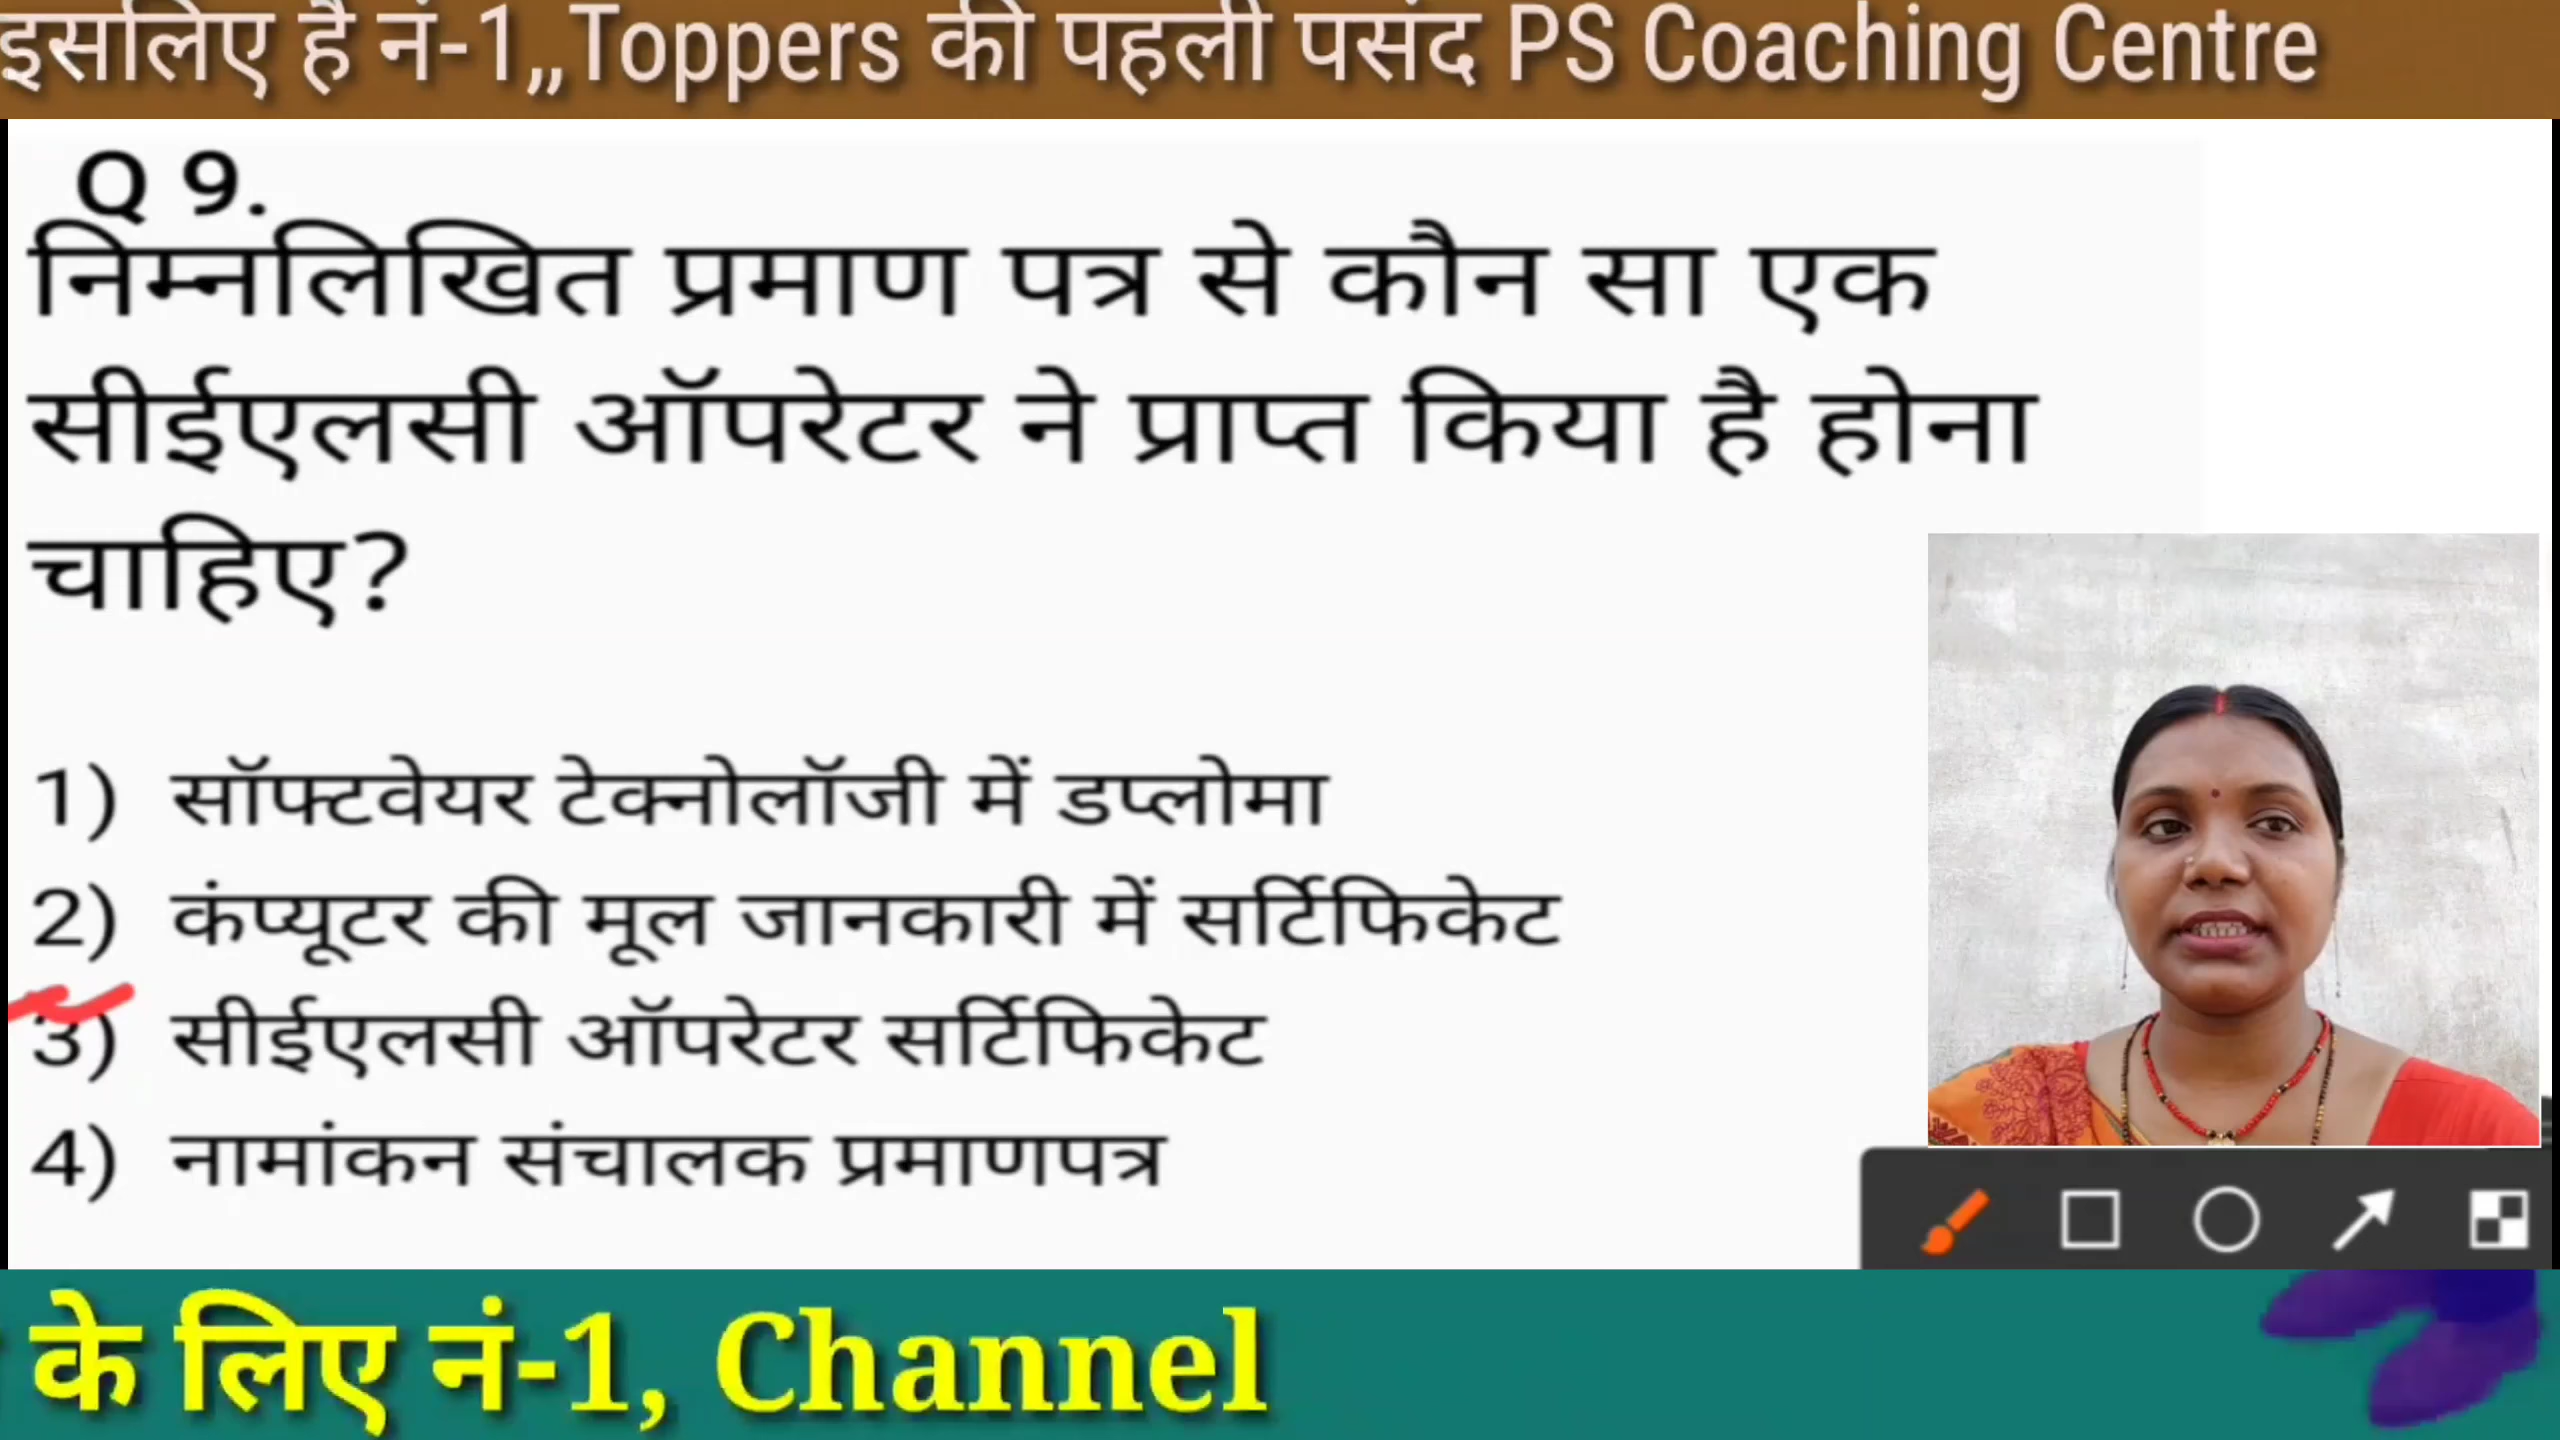 इसलिए है नं-1,,Toppers की पहली पसंद PS Coaching Centre
Q 9.
निम्नलिखित प्रमाण पत्र से कौन सा एक
सीईएलसी ऑपरेटर ने प्राप्त किया है होना
चाहिए?
1) सॉफ्टवेयर टेक्नोलॉजी में डप्लोमा
2) कंप्यूटर की मूल जानकारी में सर्टिफिकेट
3) सीईएलसी ऑपरेटर सर्टिफिकेट
4) नामांकन संचालक प्रमाणपत्र
के लिए नं-1, Channel